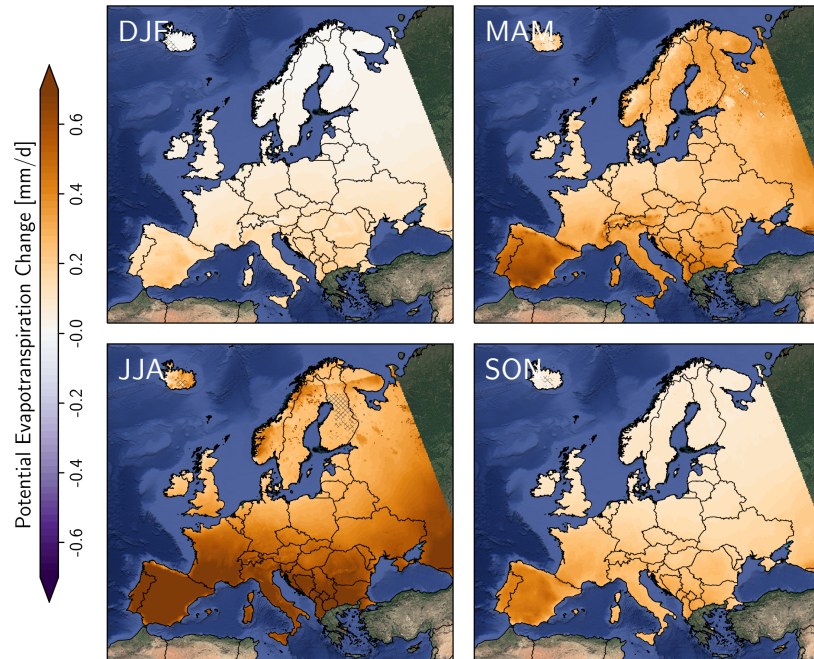 DJF
MAM
Potential Evapotranspiration Change [mm/d]
0.6
0.4
0.2
-0.0
-0.2
-0.4
-0.6
JJA
SON